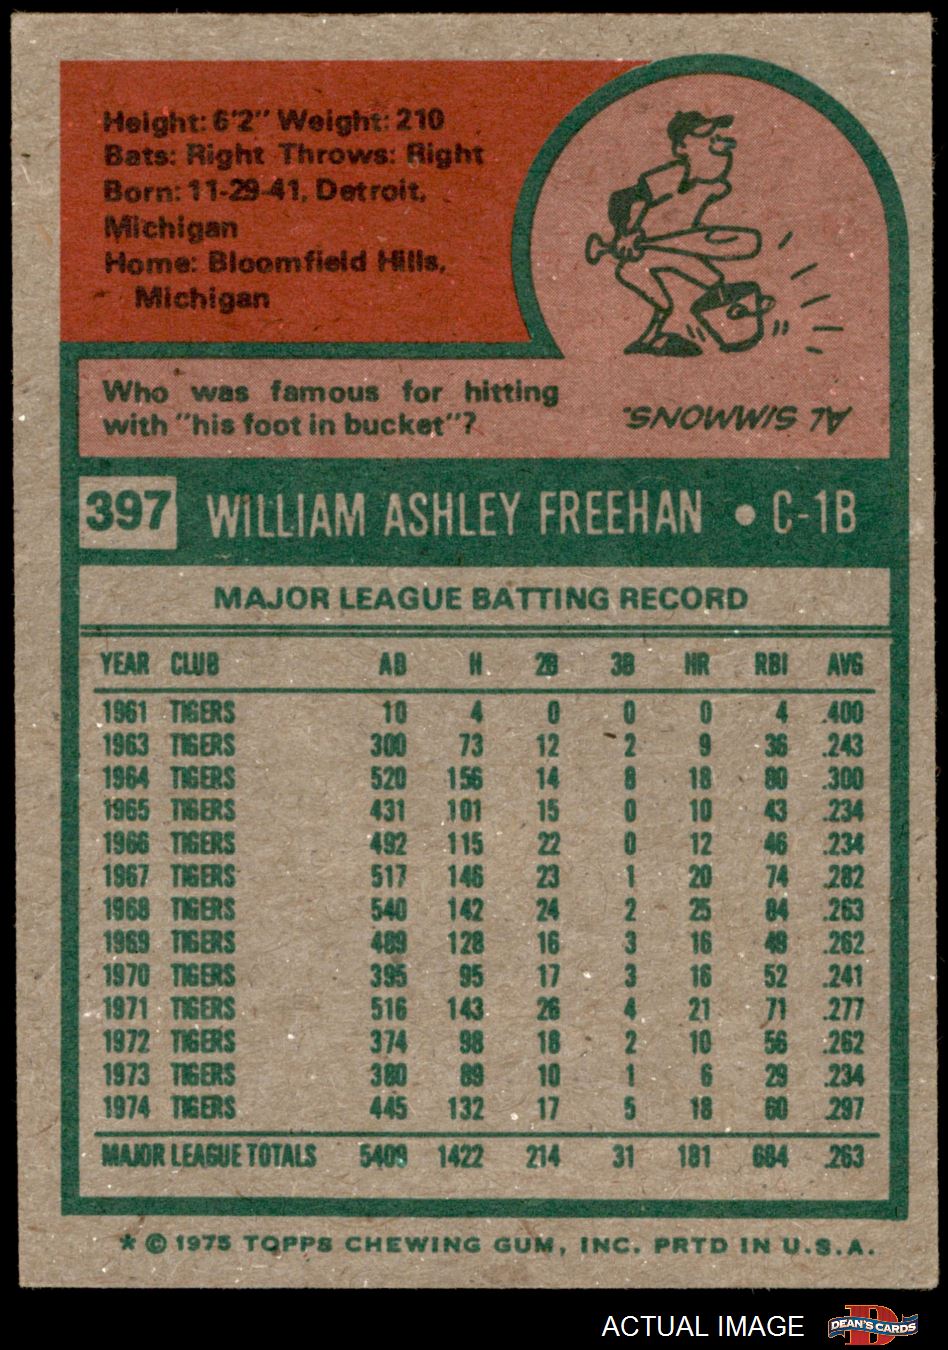 Height: 6'2" Weight: 210
Bats: Right Throws: Right
Born: 11-29-41, Detroit,
Michigan
Home: Bloomfield Hills,
Michigan
Who was famous for hitting
with "his foot in bucket"?
AL SIMMONS.
397 WILLIAM ASHLEY FREEHAN • C-1B
MAJOR LEAGUE BATTING RECORD
YEAR CLUB AB H 2B 3B HR RBI AVG
1961 TIGERS 10 4 0 0 0 4 .400
1963 TIGERS 300 73 12 2 9 36 .243
1964 TIGERS 520 156 14 8 18 80 .300
1965 TIGERS 431 101 15 0 10 43 .234
1966 TIGERS 492 115 22 0 12 46 .234
1967 TIGERS 517 146 23 1 20 74 .282
1968 TIGERS 540 142 24 2 25 84 .263
1969 TIGERS 489 128 16 3 16 49 .262
1970 TIGERS 395 95 17 3 16 52 .241
1971 TIGERS 516 143 26 4 21 71 .277
1972 TIGERS 374 98 18 2 10 56 .262
1973 TIGERS 380 89 10 1 6 29 .234
1974 TIGERS 445 132 17 5 18 60 .297
MAJOR LEAGUE TOTALS 5409 1422 214 31 181 684 .263
* © 1975 TOPPS CHEWING GUM, INC. PRTD IN U.S.A.
ACTUAL IMAGE
D
DEAN'S CARDS